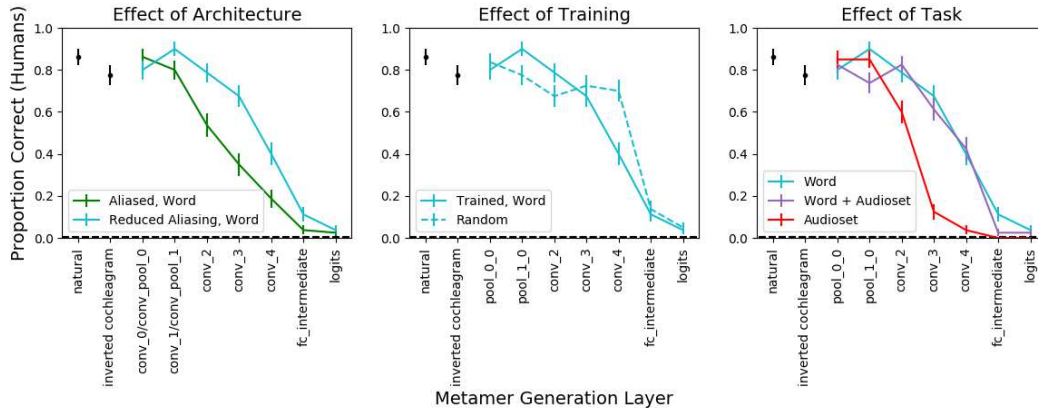 Effect of Architecture
Effect of Training
Effect of Task
Proportion Correct (Humans)
1.0
0.8
0.6
0.4
0.2
0.0
Aliased, Word
Reduced Aliasing, Word
natural
inverted cochleagram
conv_0/conv_pool_0
conv_1/conv_pool_1
conv_2
conv_3
conv_4
fc_intermediate
logits
1.0
0.8
0.6
0.4
0.2
0.0
Trained, Word
Random
natural
inverted cochleagram
pool_0_0
pool_1_0
conv_2
conv_3
conv_4
fc_intermediate
logits
1.0
0.8
0.6
0.4
0.2
0.0
Word
Word + Audioset
Audioset
natural
inverted cochleagram
pool_0_0
pool_1_0
conv_2
conv_3
conv_4
fc_intermediate
logits
Metamer Generation Layer